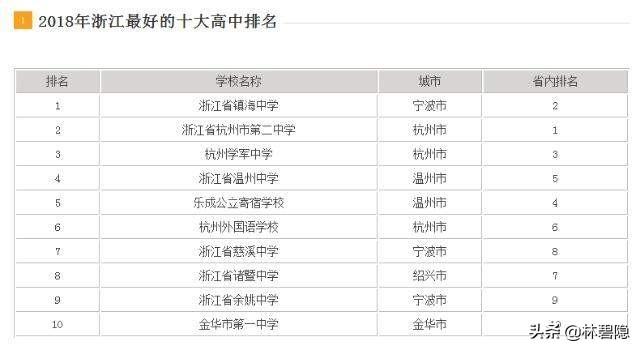 1 2018年浙江最好的十大高中排名
排名 学校名称 城市 省内排名
1 浙江省镇海中学 宁波市 2
2 浙江省杭州市第二中学 杭州市 1
3 杭州学军中学 杭州市 3
4 浙江省温州中学 温州市 5
5 乐成公立寄宿学校 温州市 4
6 杭州外国语学校 杭州市 6
7 浙江省慈溪中学 宁波市 8
8 浙江省诸暨中学 绍兴市 7
9 浙江省余姚中学 宁波市 9
10 金华市第一中学 金华市
头条 @林碧隐